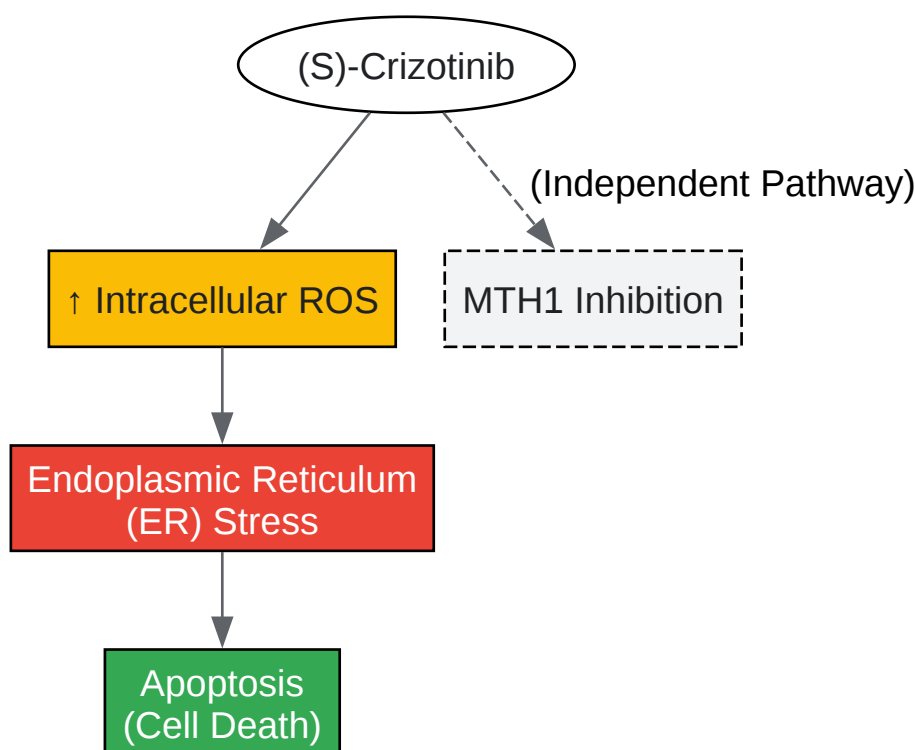 (S)-Crizotinib
(Independent Pathway)
↑ Intracellular ROS
MTH1 Inhibition
Endoplasmic Reticulum
(ER) Stress
Apoptosis
(Cell Death)